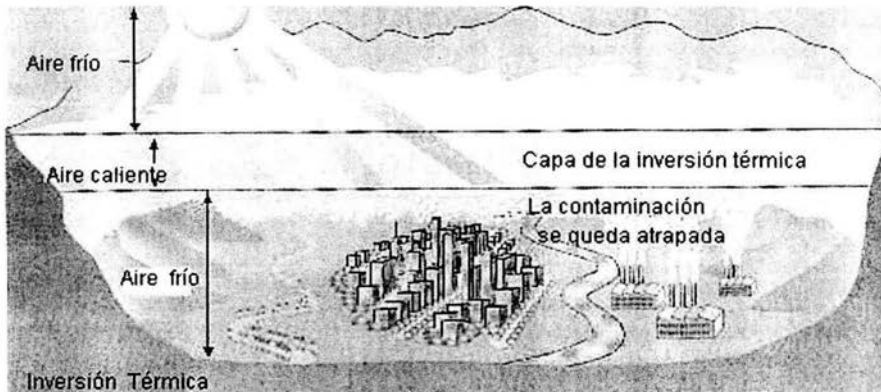 Aire frío
Aire caliente
Capa de la inversión térmica
La contaminación
se queda atrapada
Aire frío
Inversión Térmica